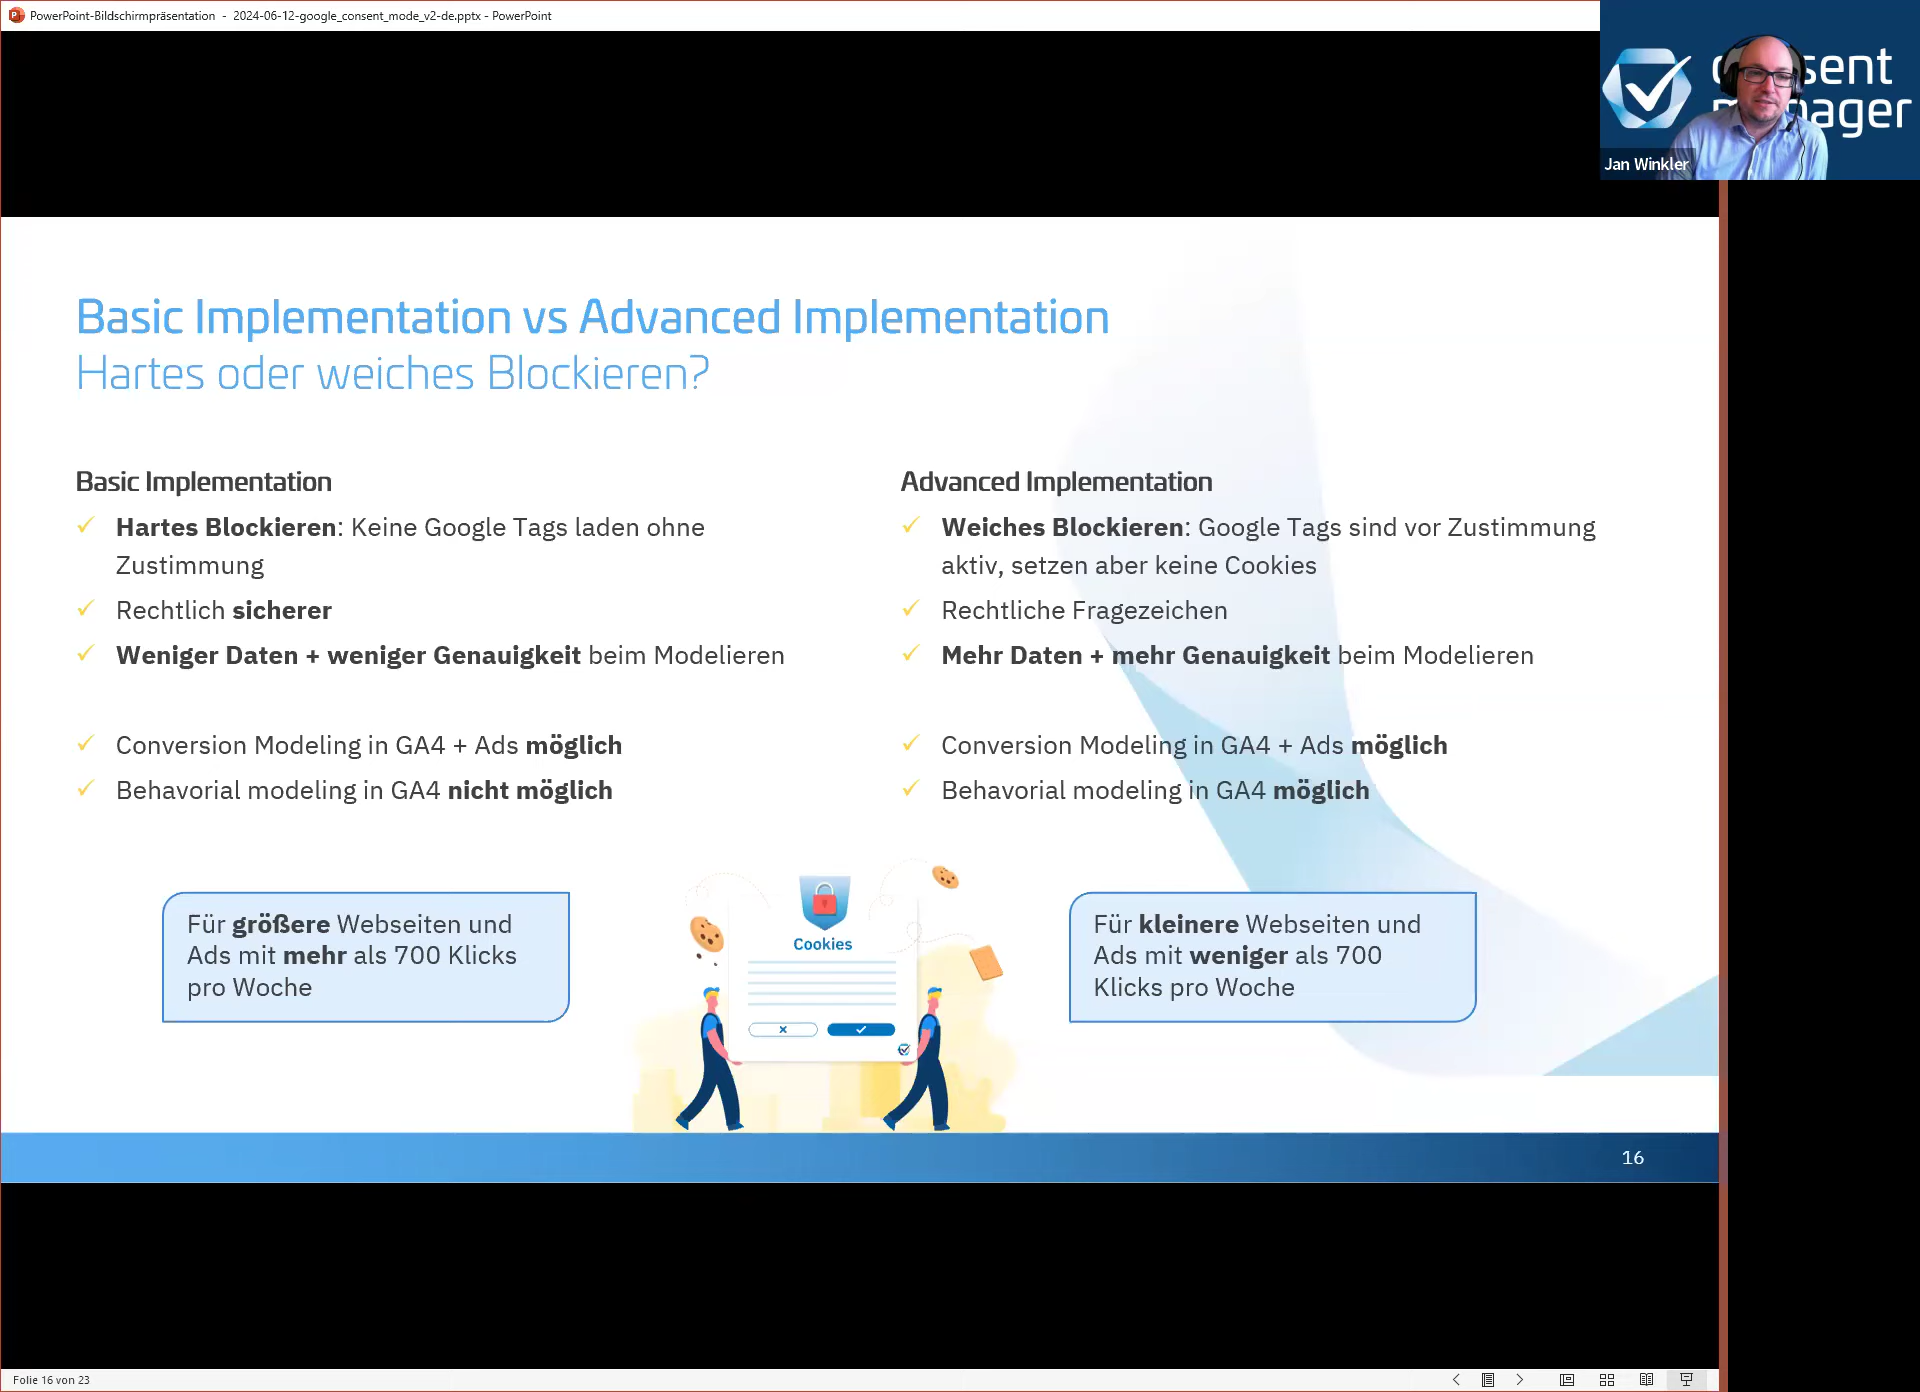 PowerPoint-Bildschirmpräsentation - 2024-06-12-google_consent_mode_v2-de.pptx - PowerPoint
Jan Winkler
Basic Implementation vs Advanced Implementation
Hartes oder weiches Blockieren?
Basic Implementation
Hartes Blockieren: Keine Google Tags laden ohne
Zustimmung
Rechtlich sicherer
Weniger Daten + weniger Genauigkeit beim Modelieren
Conversion Modeling in GA4 + Ads möglich
Behavorial modeling in GA4 nicht möglich
Für größere Webseiten und
Ads mit mehr als 700 Klicks
pro Woche
Advanced Implementation
Weiches Blockieren: Google Tags sind vor Zustimmung
aktiv, setzen aber keine Cookies
Rechtliche Fragezeichen
Mehr Daten + mehr Genauigkeit beim Modelieren
Conversion Modeling in GA4 + Ads möglich
Behavorial modeling in GA4 möglich
Für kleinere Webseiten und
Ads mit weniger als 700
Klicks pro Woche
Cookies
16
Folie 16 von 23